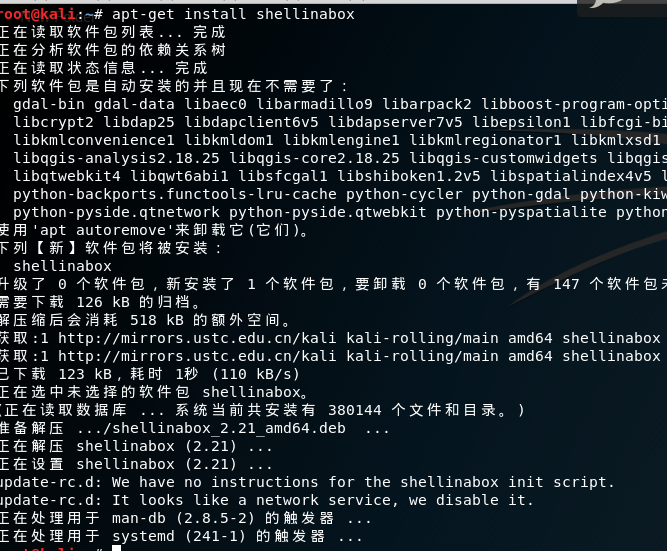 root@kali:~# apt-get install shellinabox
正在读取软件包列表... 完成
正在分析软件包的依赖关系树
正在读取状态信息... 完成
下列软件包是自动安装的并且现在不需要了：
gdal-bin gdal-data libaec0 libarmadillo9 libarpack2 libboost-program-opti
libcrypt2 libdap25 libdapclient6v5 libdapserver7v5 libepsilon1 libfcgi-bi
libkmlconvenience1 libkmldom1 libkmlengine1 libkmlregionator1 libkmlxsd1
libqgis-analysis2.18.25 libqgis-core2.18.25 libqgis-customwidgets libqgis
libqtwebkit4 libqwt6abi1 libsfcgal1 libshiboken1.2v5 libspatialindex4v5 l
python-backports.functools-lru-cache python-cycler python-gdal python-kiw
python-pyside.qtnetwork python-pyside.qtwebkit python-pyspatialite python
使用'apt autoremove'来卸载它(它们)。
下列【新】软件包将被安装：
shellinabox
升级了 0 个软件包，新安装了 1 个软件包，要卸载 0 个软件包，有 147 个软件包未
需要下载 126 kB 的归档。
解压缩后会消耗 518 kB 的额外空间。
获取:1 http://mirrors.ustc.edu.cn/kali kali-rolling/main amd64 shellinabox
获取:1 http://mirrors.ustc.edu.cn/kali kali-rolling/main amd64 shellinabox
已下载 123 kB，耗时 1秒 (110 kB/s)
正在选中未选择的软件包 shellinabox。
(正在读取数据库 ... 系统当前共安装有 380144 个文件和目录。)
准备解压 .../shellinabox_2.21_amd64.deb ...
正在解压 shellinabox (2.21) ...
正在设置 shellinabox (2.21) ...
update-rc.d: We have no instructions for the shellinabox init script.
update-rc.d: It looks like a network service, we disable it.
正在处理用于 man-db (2.8.5-2) 的触发器 ...
正在处理用于 systemd (241-1) 的触发器 ...
root@kali:~#